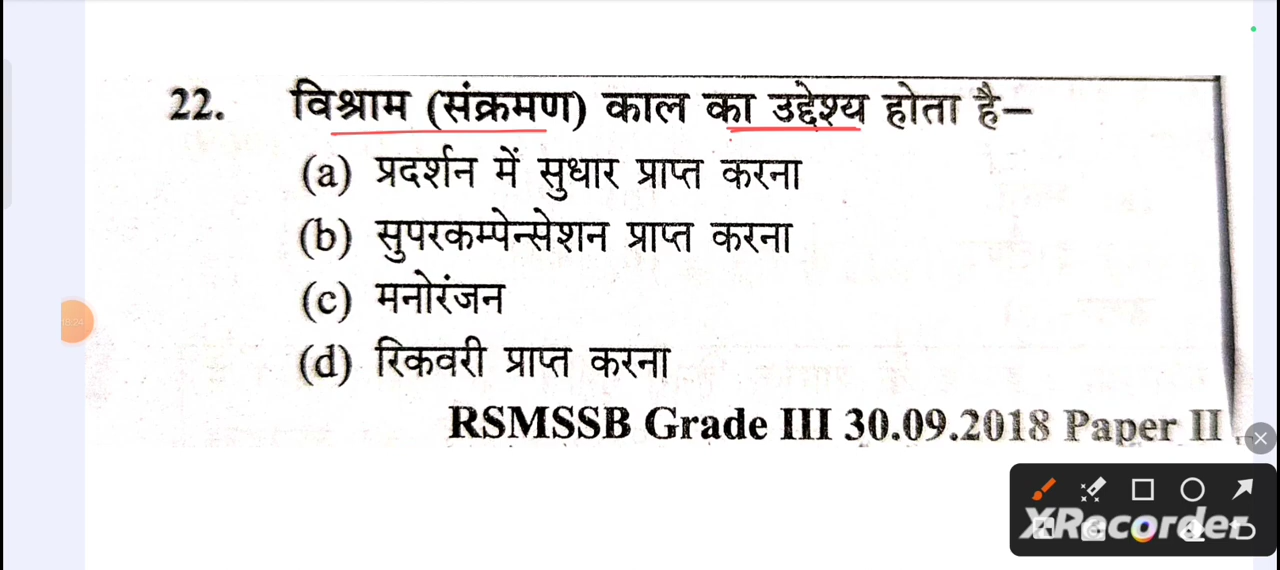 22. विश्राम (संक्रमण) काल का उद्देश्य होता है–
(a) प्रदर्शन में सुधार प्राप्त करना
(b) सुपरकम्पेन्सेशन प्राप्त करना
(c) मनोरंजन
(d) रिकवरी प्राप्त करना
RSMSSB Grade III 30.09.2018 Paper II
XRecorder